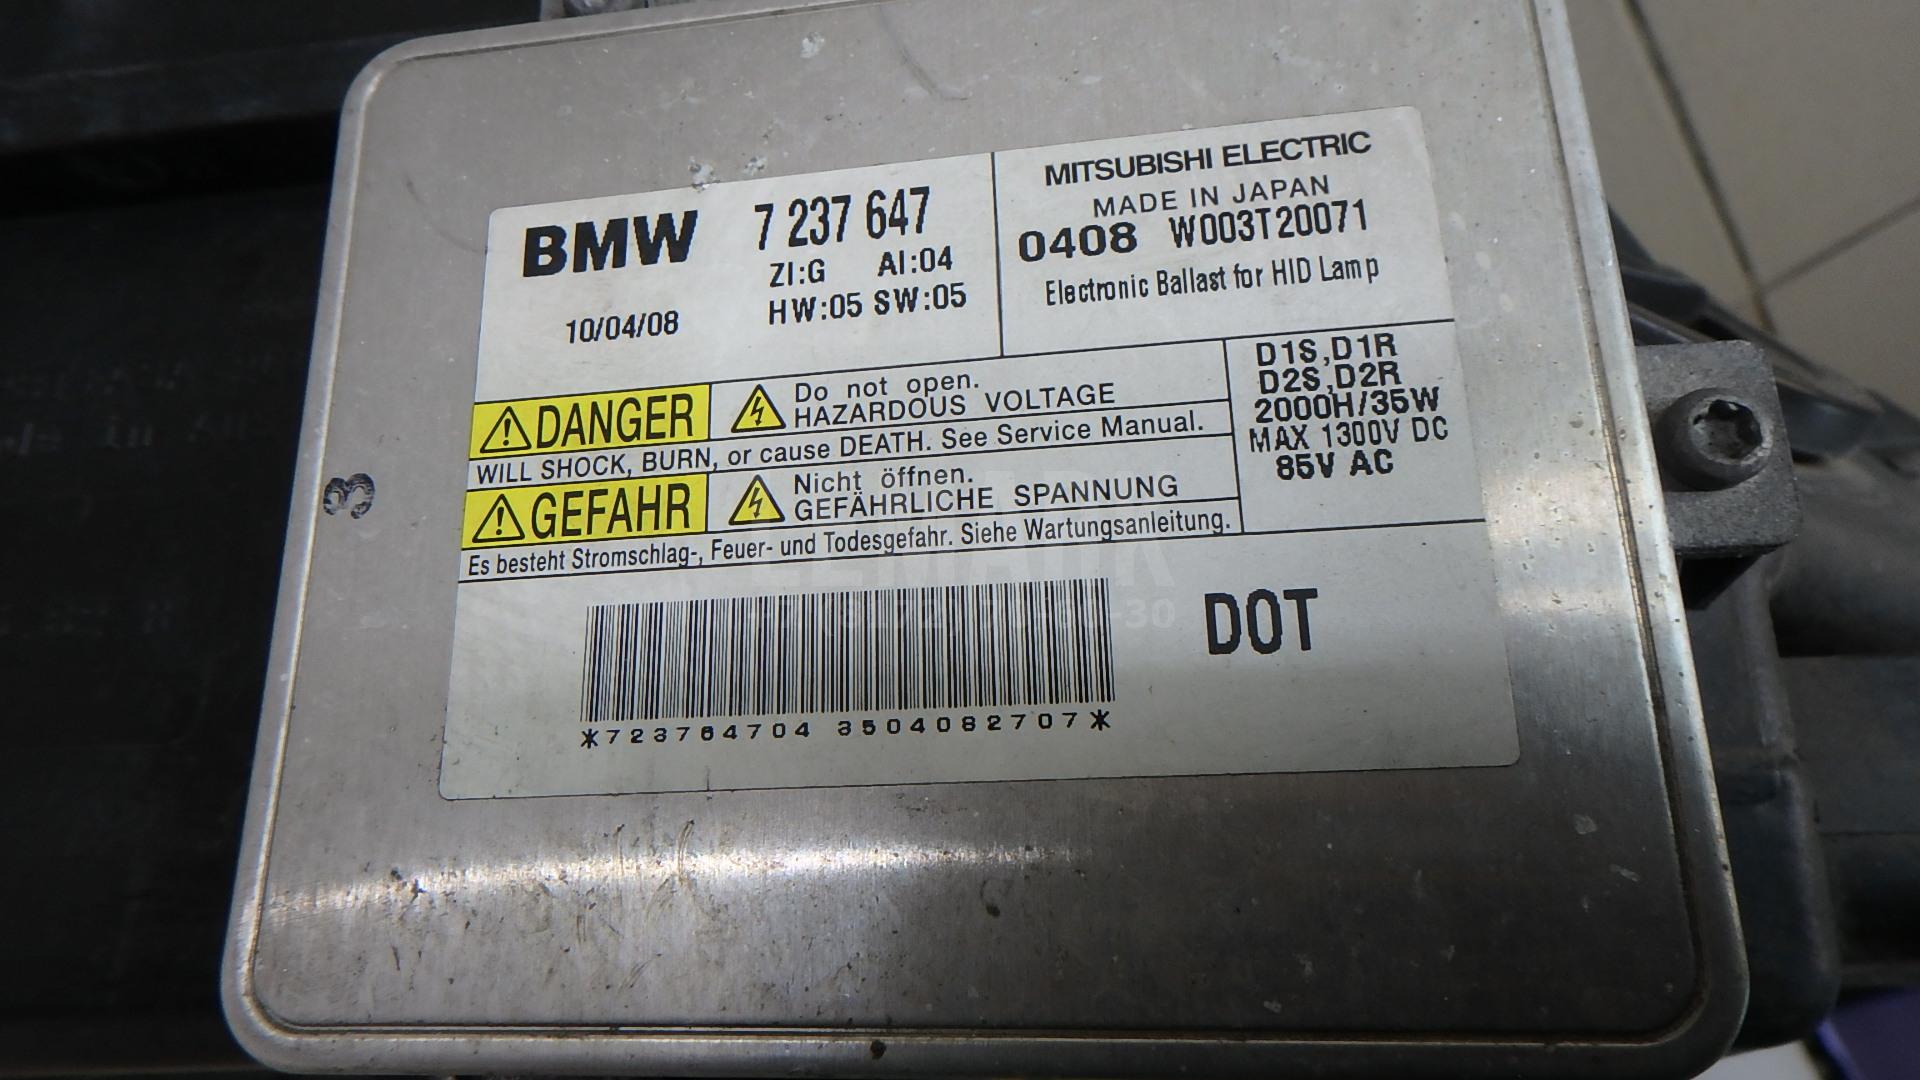 BMW 7 237 647
ZI:G AI:04
10/04/08 HW:05 SW:05
MITSUBISHI ELECTRIC
MADE IN JAPAN
0408 W003T20071
Electronic Ballast for HID Lamp
DANGER
Do not open.
HAZARDOUS VOLTAGE
WILL SHOCK, BURN, or cause DEATH. See Service Manual.
GEFAHR
Nicht öffnen.
GEFÄHRLICHE SPANNUNG
Es besteht Stromschlag-, Feuer- und Todesgefahr. Siehe Wartungsanleitung.
D1S,D1R
D2S,D2R
2000H/35W
MAX 1300V DC
85V AC
*723764704 3504082707*
DOT
3